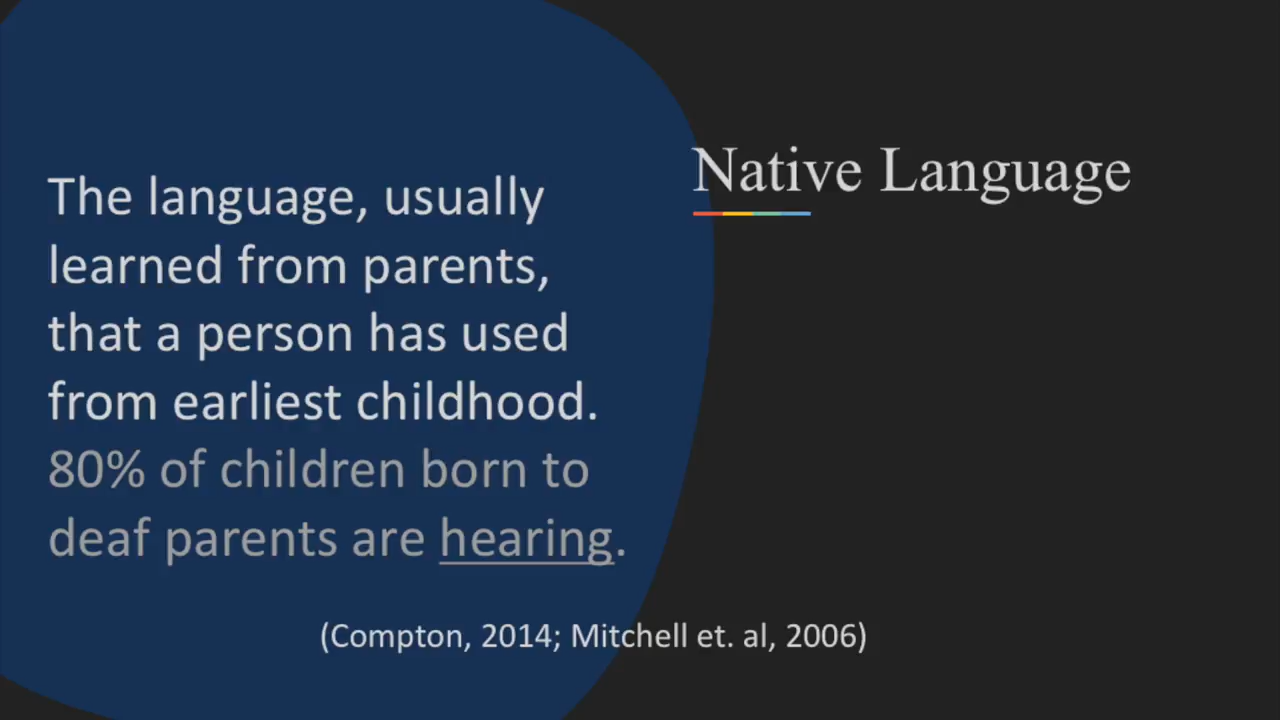 Native Language
The language, usually
learned from parents,
that a person has used
from earliest childhood.
80% of children born to
deaf parents are hearing.
(Compton, 2014; Mitchell et. al, 2006)